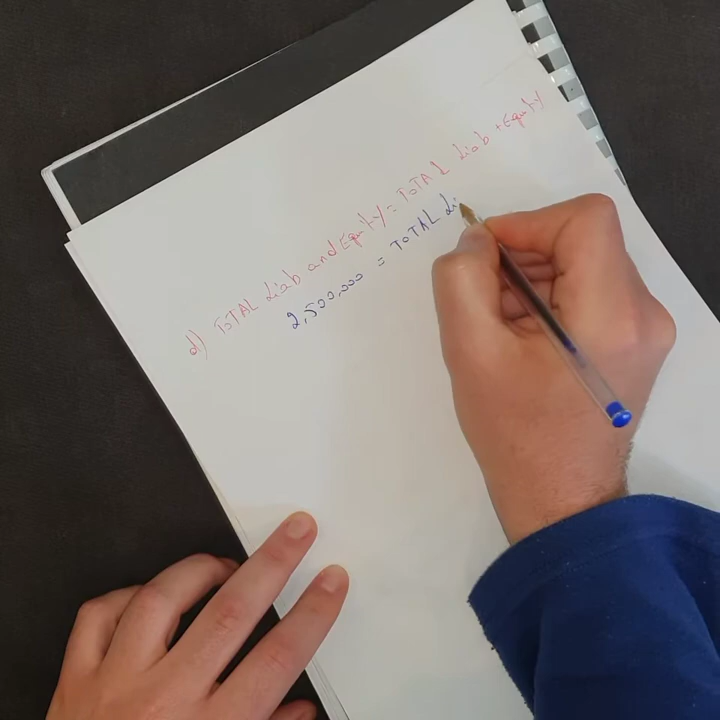 d) TOTAL Liab and Equity = TOTAL Liab + Equity
2,500,000 = TOTAL Li